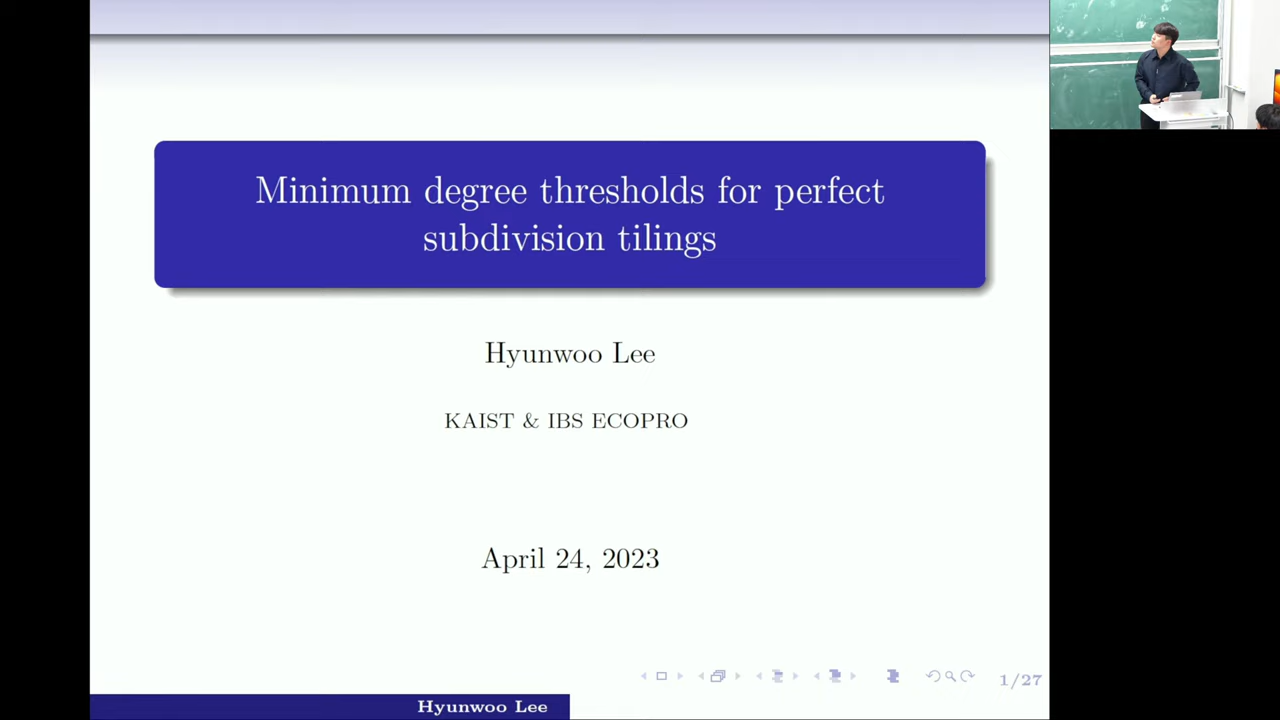 Minimum degree thresholds for perfect
subdivision tilings
Hyunwoo Lee
KAIST & IBS ECOPRO
April 24, 2023
1/27
Hyunwoo Lee